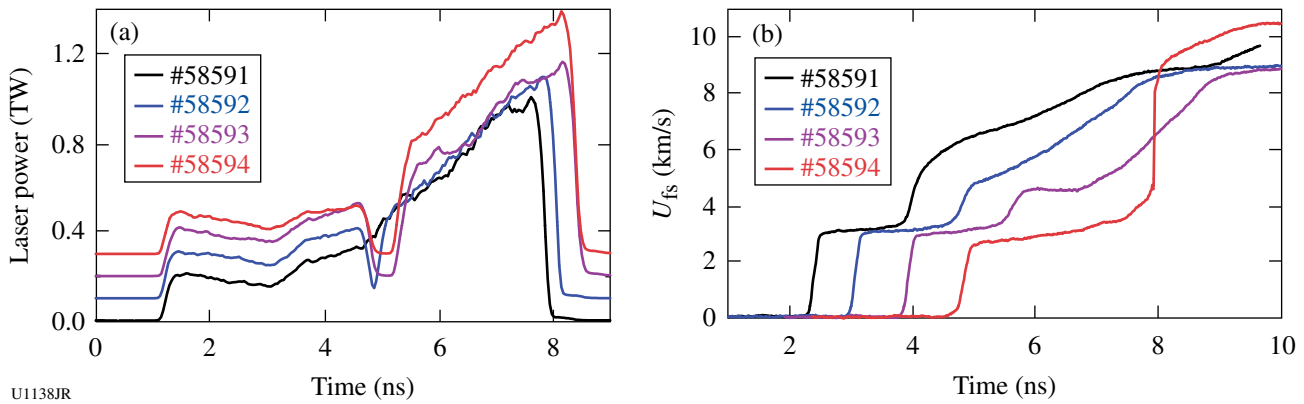 (a)
Laser power (TW)
1.2
0.8
0.4
0.0
#58591
#58592
#58593
#58594
0 2 4 6 8
Time (ns)
(b)
U_fs (km/s)
10
8
6
4
2
0
#58591
#58592
#58593
#58594
2 4 6 8 10
Time (ns)
U1138JR